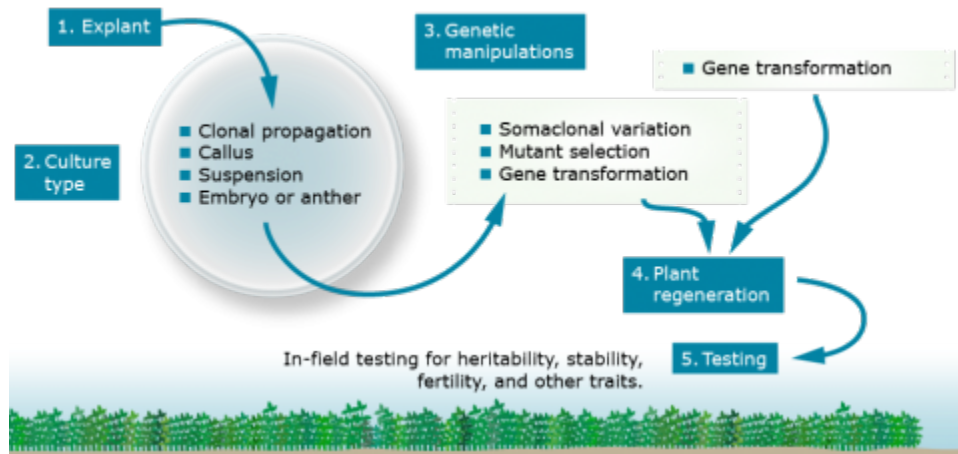 1. Explant
2. Culture
type
■ Clonal propagation
■ Callus
■ Suspension
■ Embryo or anther
3. Genetic
manipulations
■ Somaclonal variation
■ Mutant selection
■ Gene transformation
■ Gene transformation
4. Plant
regeneration
5. Testing
In-field testing for heritability, stability,
fertility, and other traits.